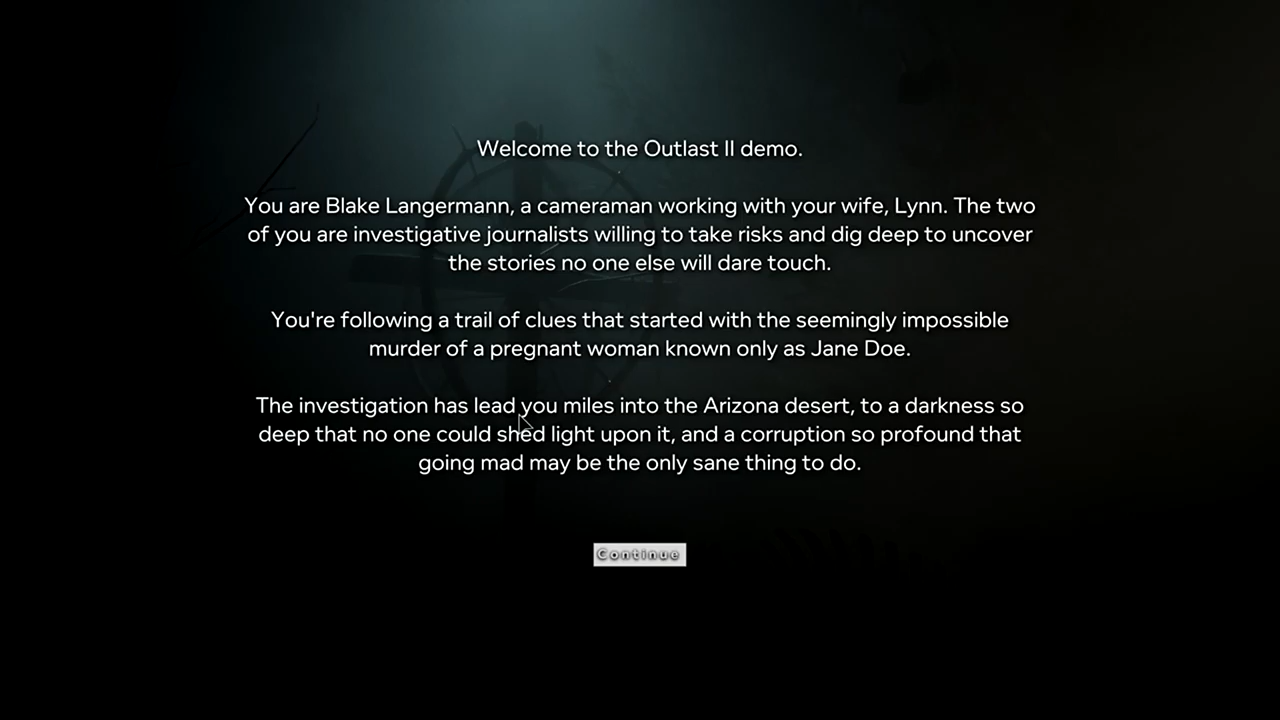 Welcome to the Outlast II demo.
You are Blake Langermann, a cameraman working with your wife, Lynn. The two
of you are investigative journalists willing to take risks and dig deep to uncover
the stories no one else will dare touch.
You're following a trail of clues that started with the seemingly impossible
murder of a pregnant woman known only as Jane Doe.
The investigation has lead you miles into the Arizona desert, to a darkness so
deep that no one could shed light upon it, and a corruption so profound that
going mad may be the only sane thing to do.
Continue